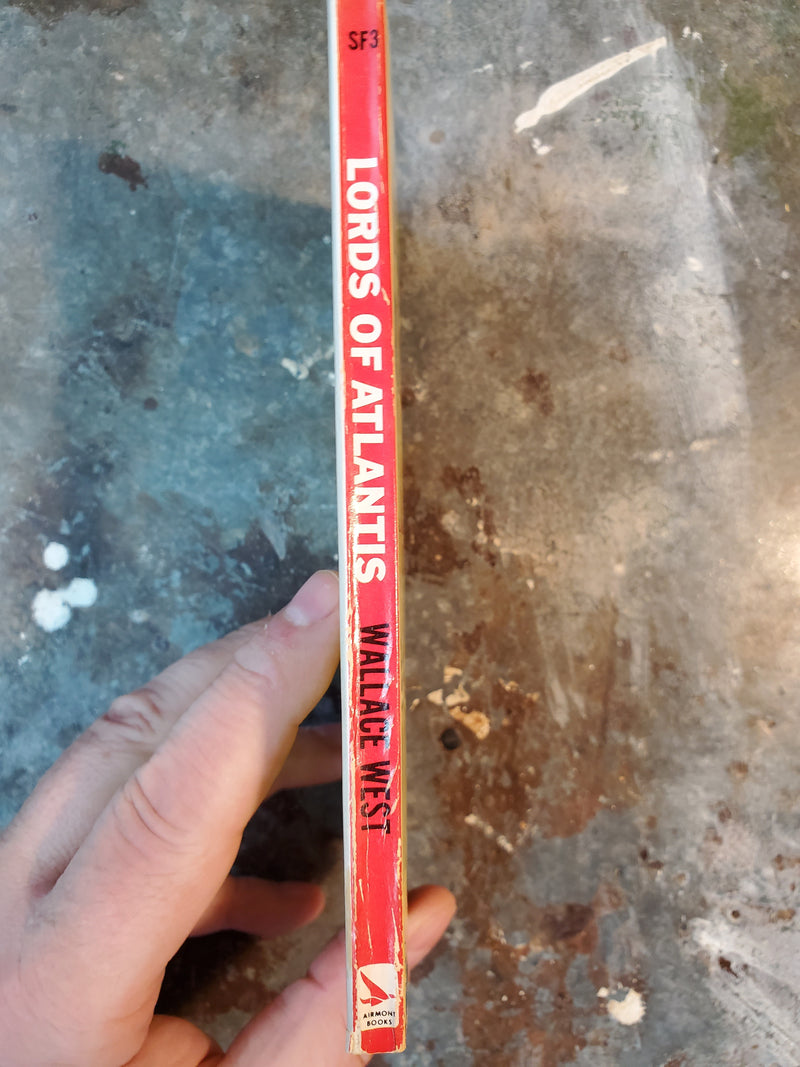 SF3
LORDS OF ATLANTIS
WALLACE WEST
AIRMONT
BOOKS